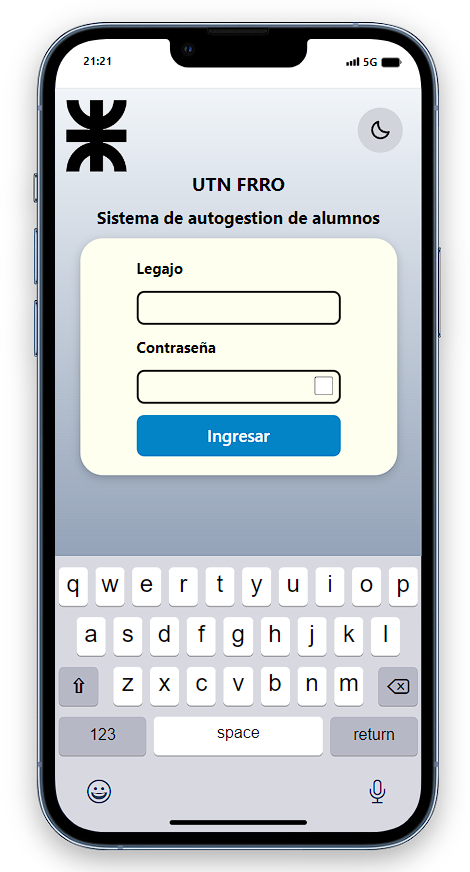 21:21 5G
UTN FRRO
Sistema de autogestion de alumnos
Legajo
Contraseña
Ingresar
q w e r t y u i o p
a s d f g h j k l
z x c v b n m
123 space return